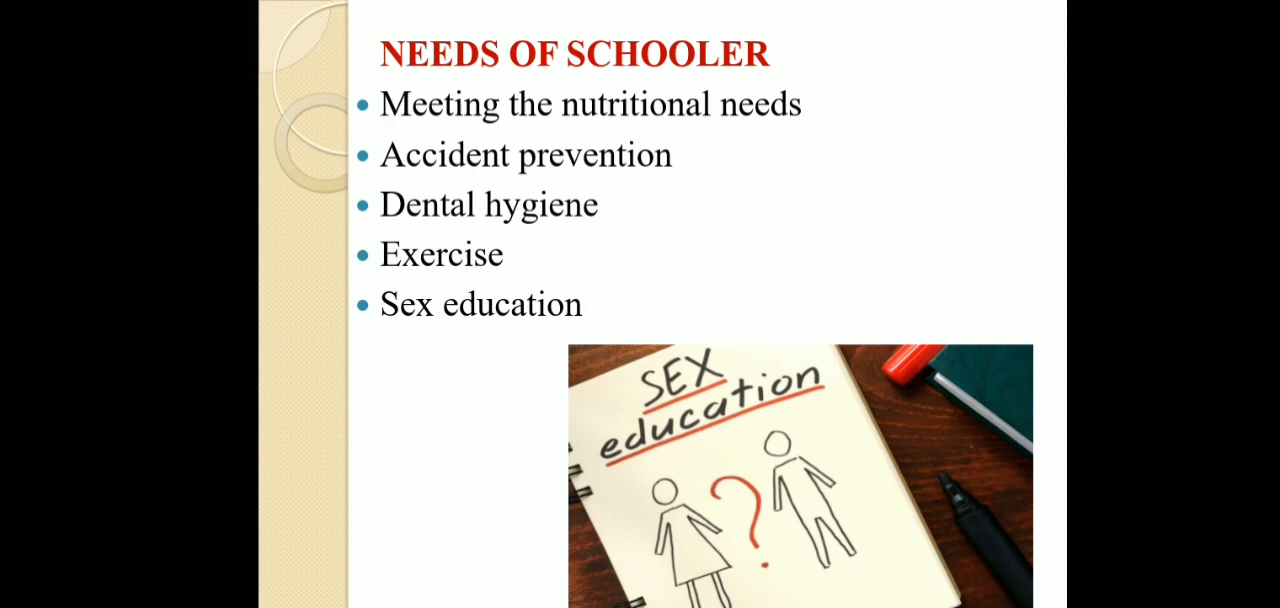 NEEDS OF SCHOOLER
Meeting the nutritional needs
Accident prevention
Dental hygiene
Exercise
Sex education
SEX
education
?